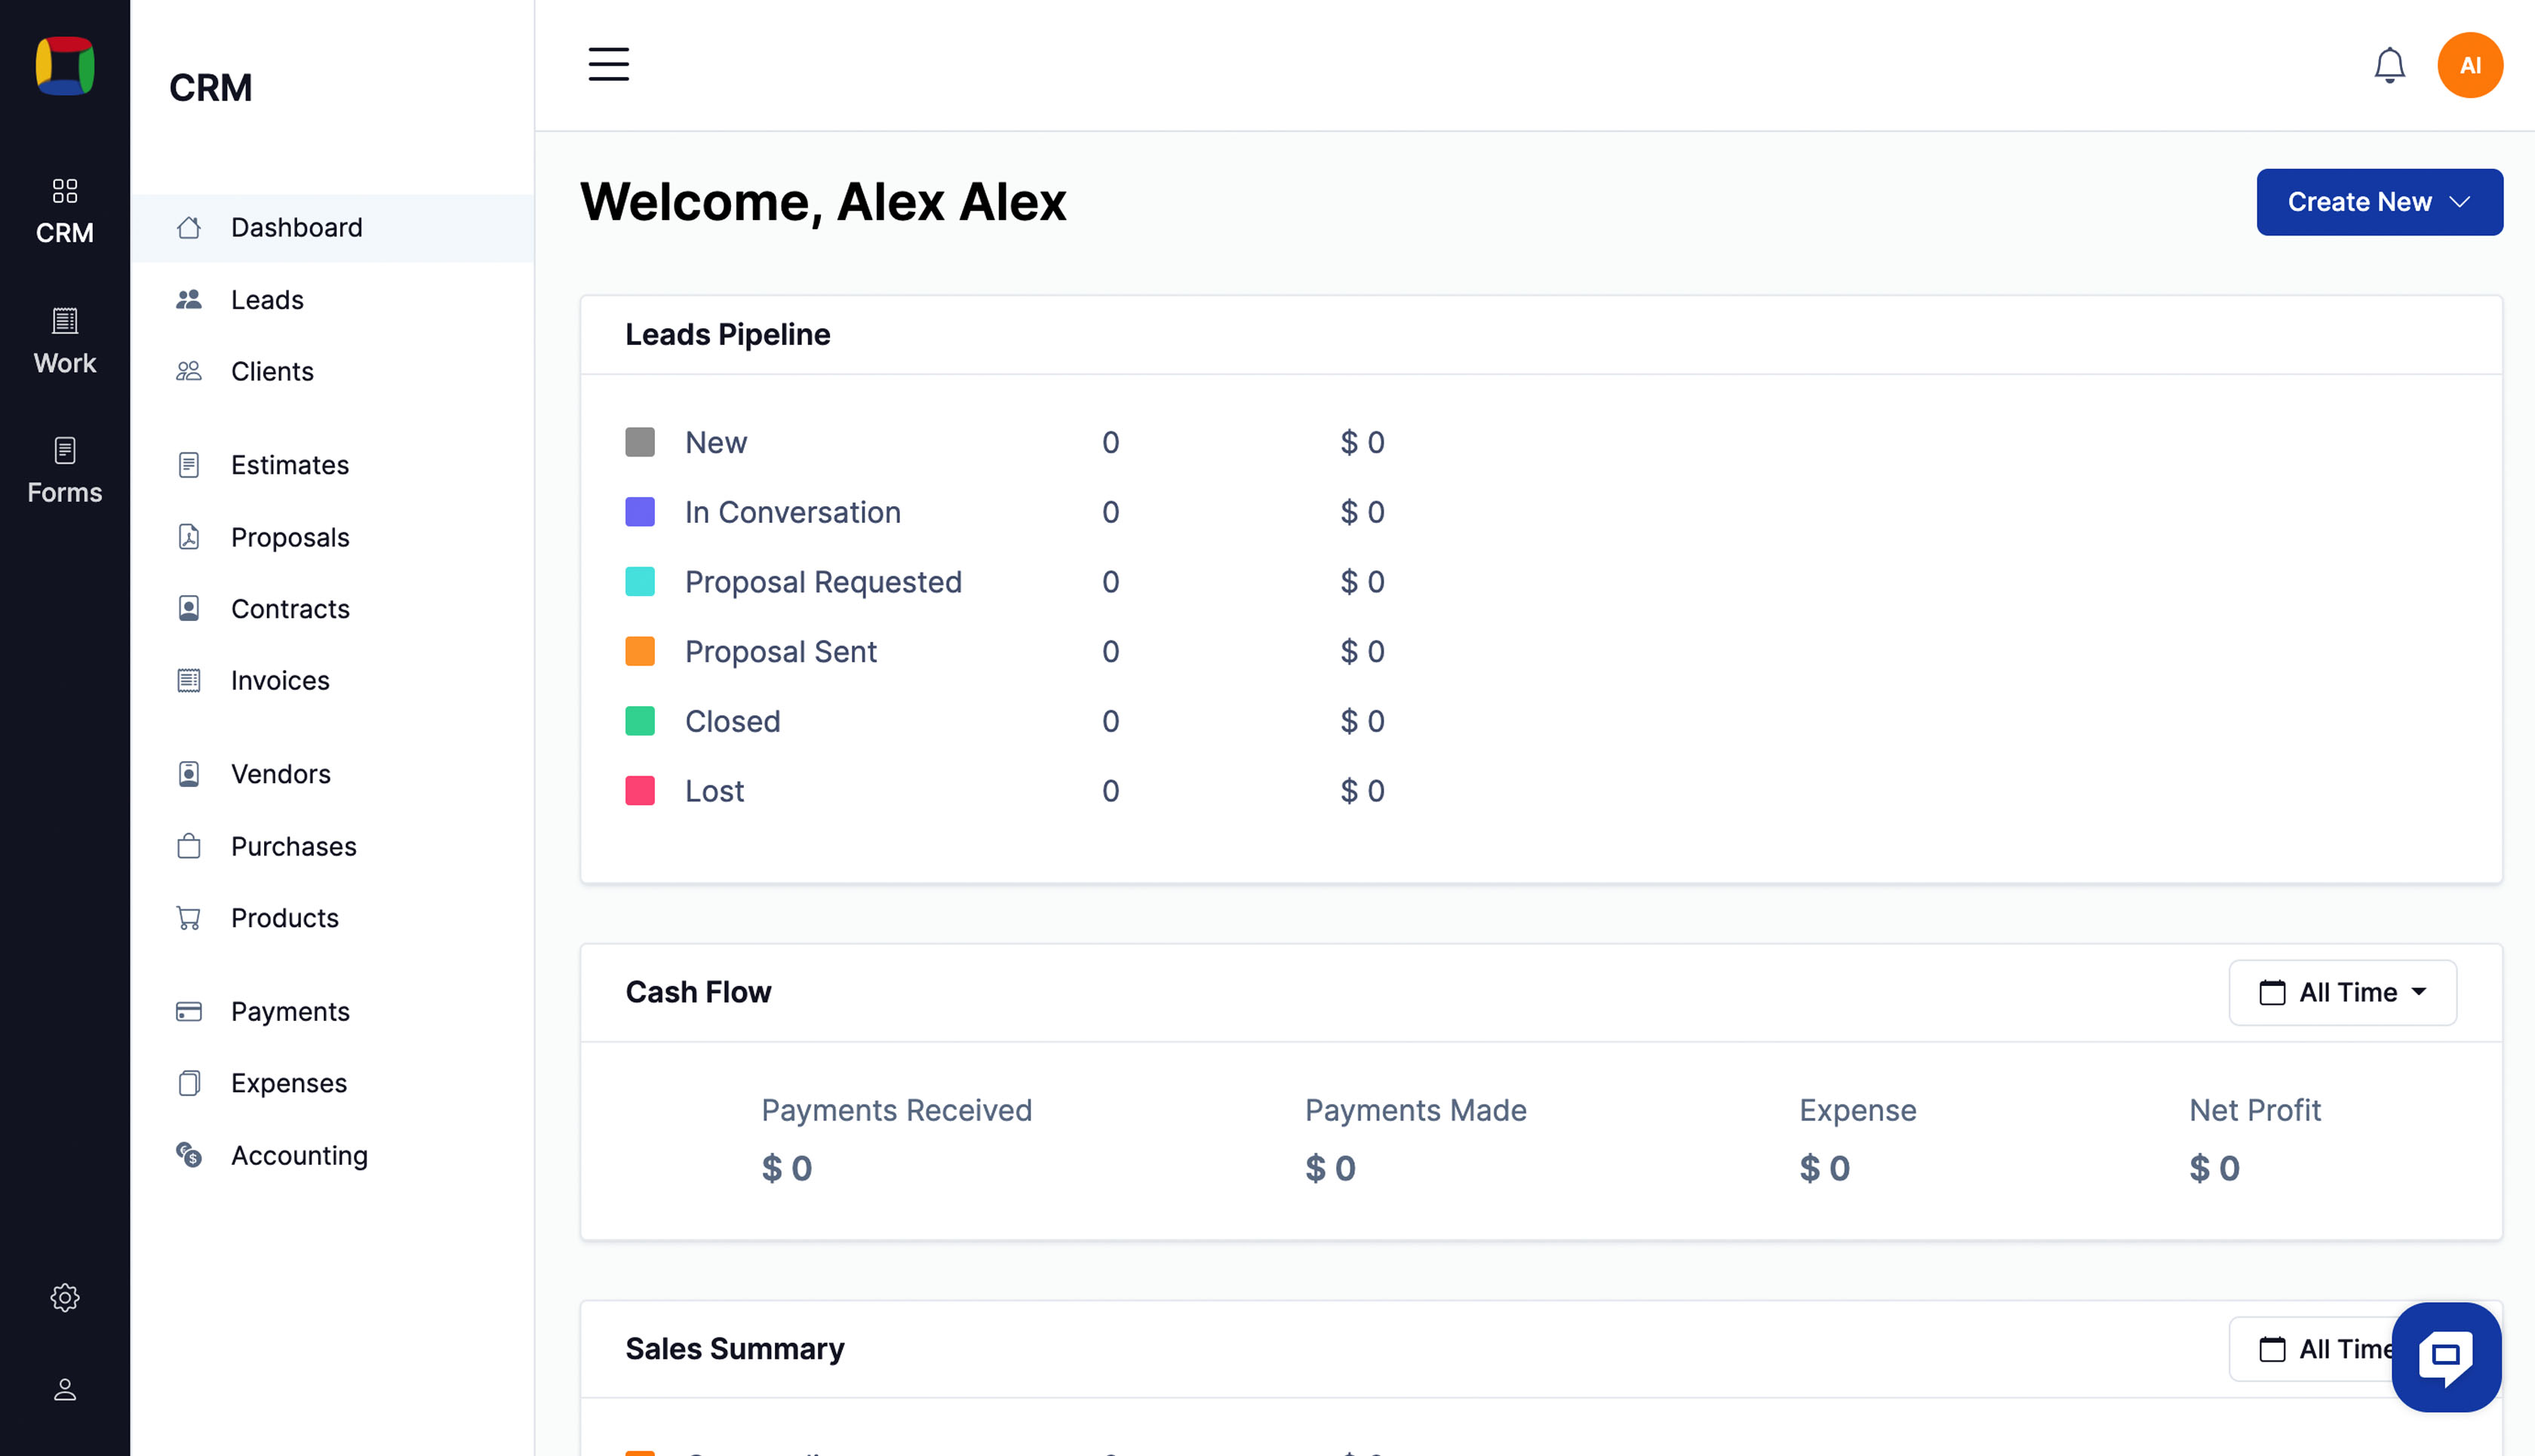 CRM
Work
Forms
CRM
Dashboard
Leads
Clients
Estimates
Proposals
Contracts
Invoices
Vendors
Purchases
Products
Payments
Expenses
Accounting
AI
Welcome, Alex Alex
Create New
Leads Pipeline
New 0 $ 0
In Conversation 0 $ 0
Proposal Requested 0 $ 0
Proposal Sent 0 $ 0
Closed 0 $ 0
Lost 0 $ 0
Cash Flow
All Time
Payments Received Payments Made Expense Net Profit
$ 0 $ 0 $ 0 $ 0
Sales Summary
All Time